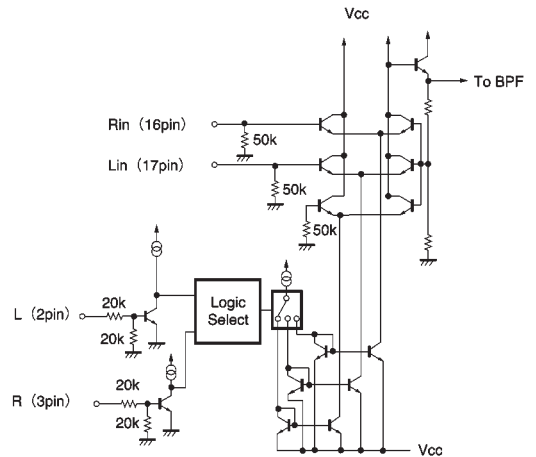 Vcc
To BPF
Rin (16pin)
50k
Lin (17pin)
50k
50k
20k
L (2pin)
20k
Logic
Select
20k
R (3pin)
20k
Vcc